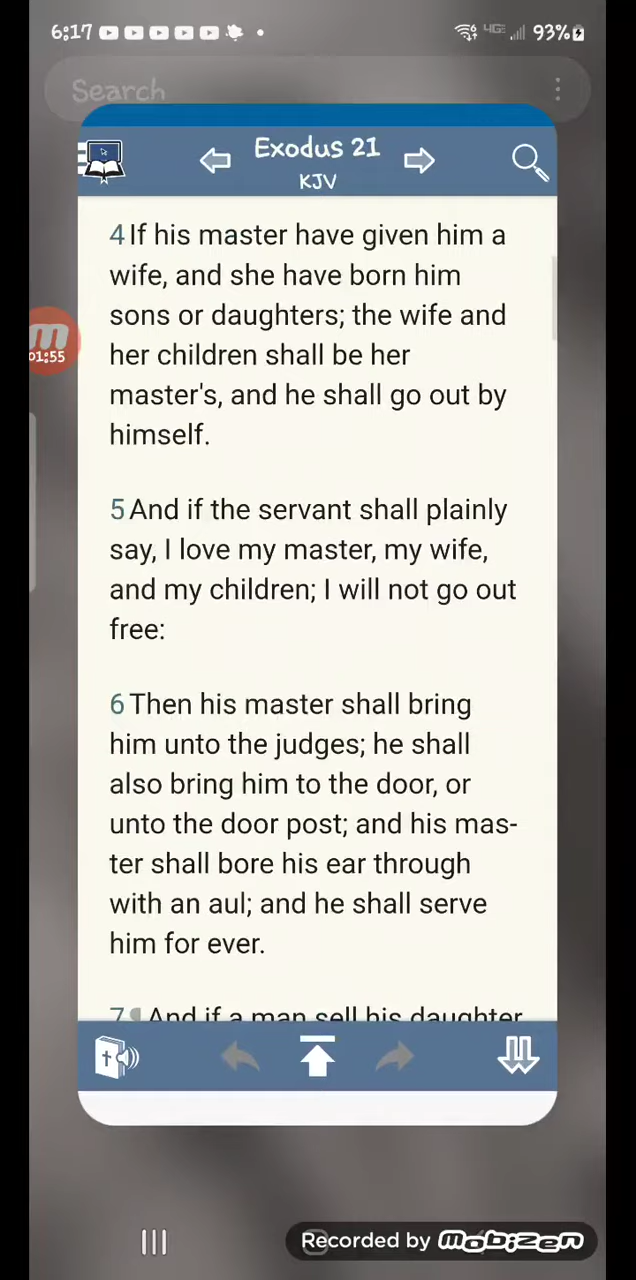 6:17 93%
Search
Exodus 21
KJV
4 If his master have given him a
wife, and she have born him
sons or daughters; the wife and
her children shall be her
master's, and he shall go out by
himself.
01:55
5 And if the servant shall plainly
say, I love my master, my wife,
and my children; I will not go out
free:
6 Then his master shall bring
him unto the judges; he shall
also bring him to the door, or
unto the door post; and his mas-
ter shall bore his ear through
with an aul; and he shall serve
him for ever.
7 ¶ And if a man sell his daughter
Recorded by mobizen